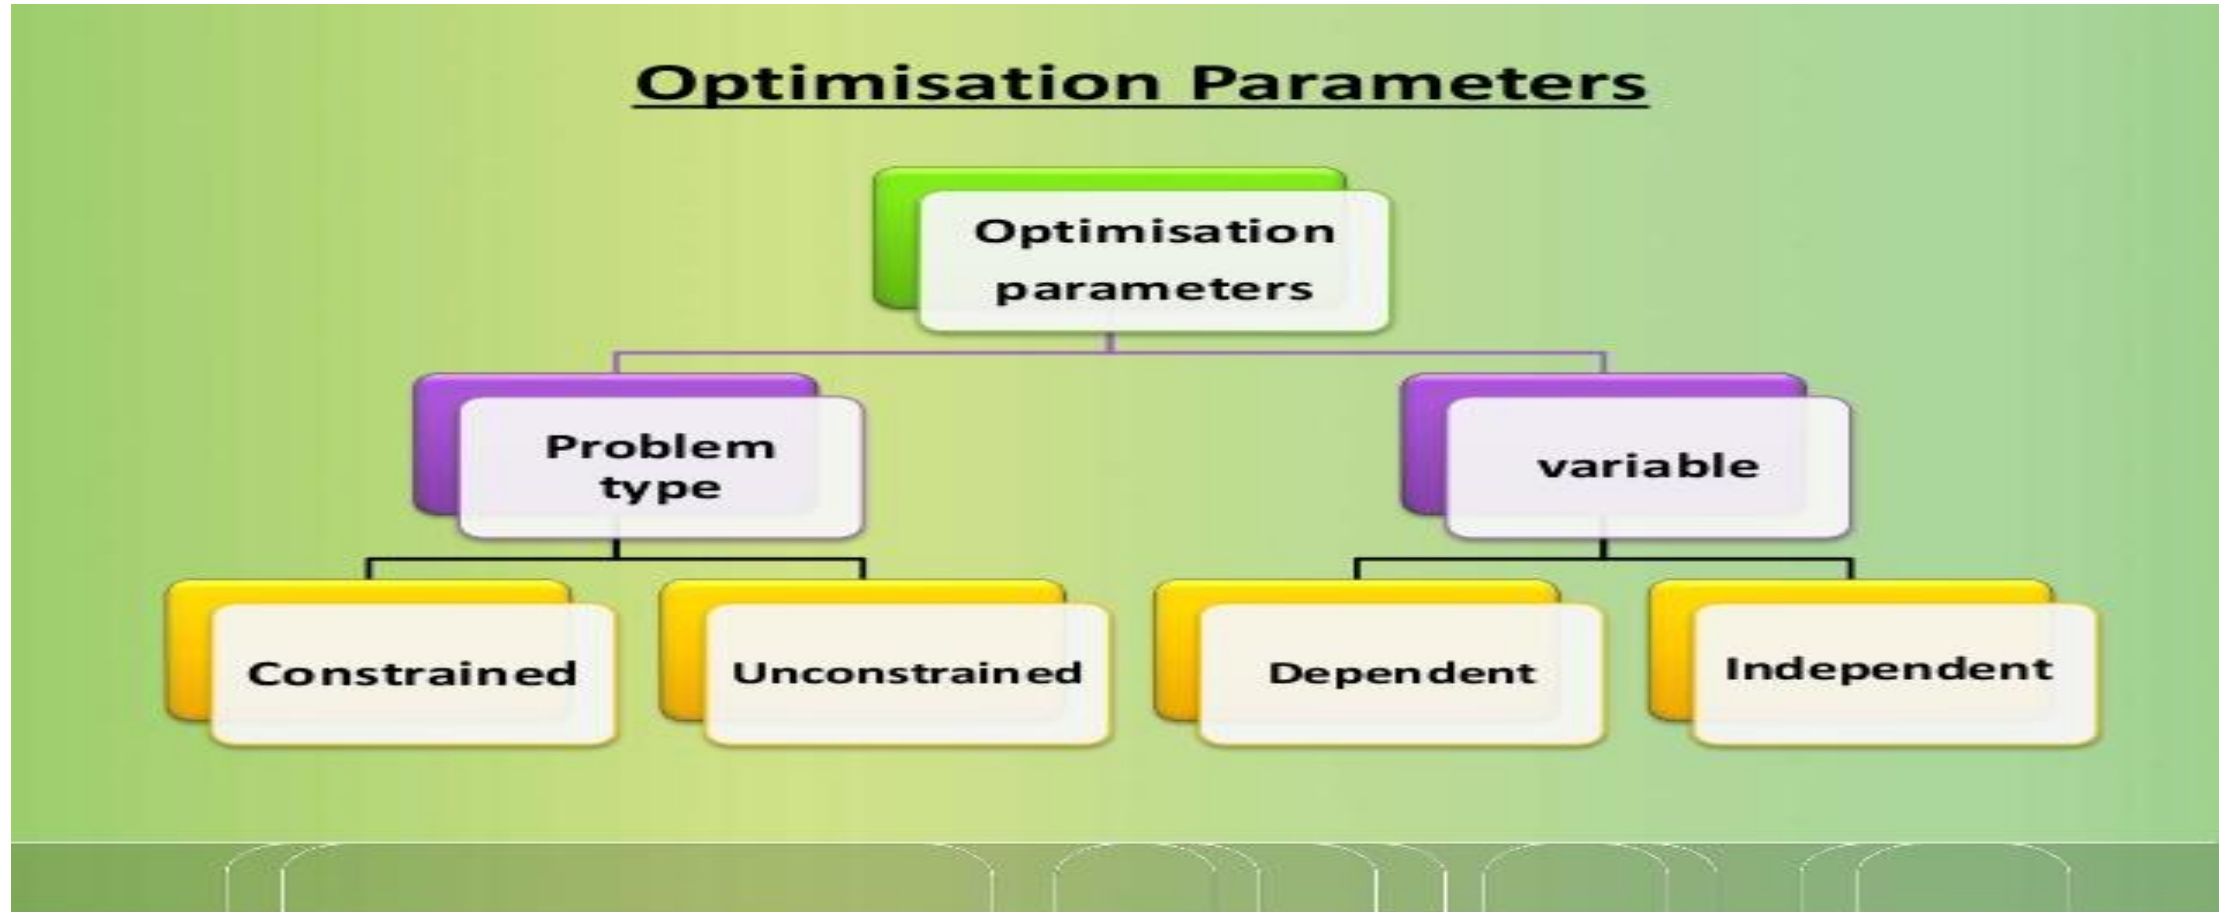 Optimisation Parameters
Optimisation
parameters
Problem
type
variable
Constrained
Unconstrained
Dependent
Independent